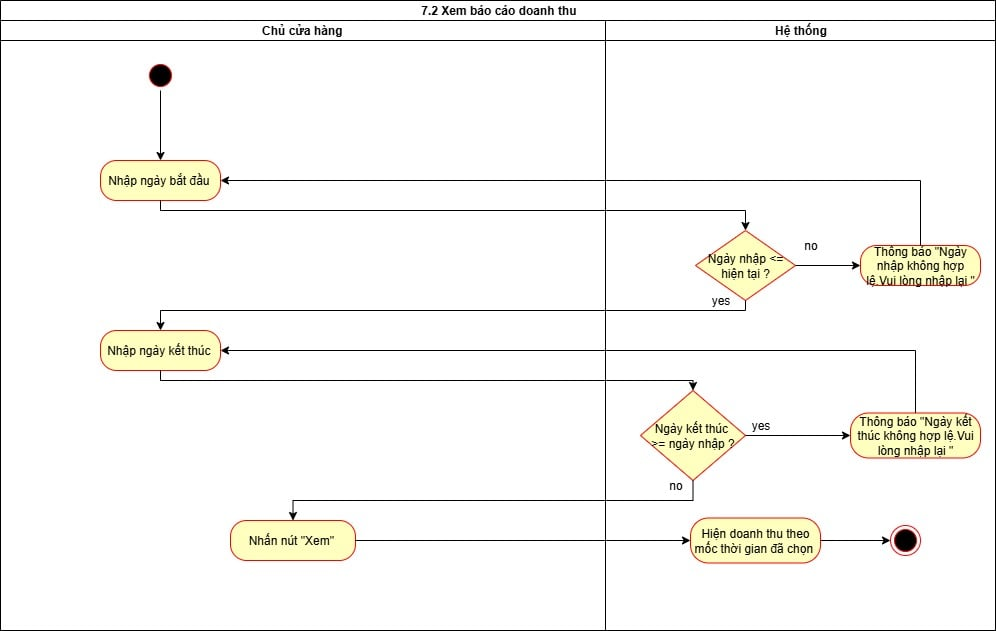 7.2 Xem báo cáo doanh thu
Chủ cửa hàng
Hệ thống
Nhập ngày bắt đầu
Ngày nhập <=
hiện tại ?
no
Thông báo "Ngày
nhập không hợp
lệ.Vui lòng nhập lại "
yes
Nhập ngày kết thúc
Ngày kết thúc
>= ngày nhập ?
yes
Thông báo "Ngày kết
thúc không hợp lệ.Vui
lòng nhập lại "
no
Nhấn nút "Xem"
Hiện doanh thu theo
mốc thời gian đã chọn